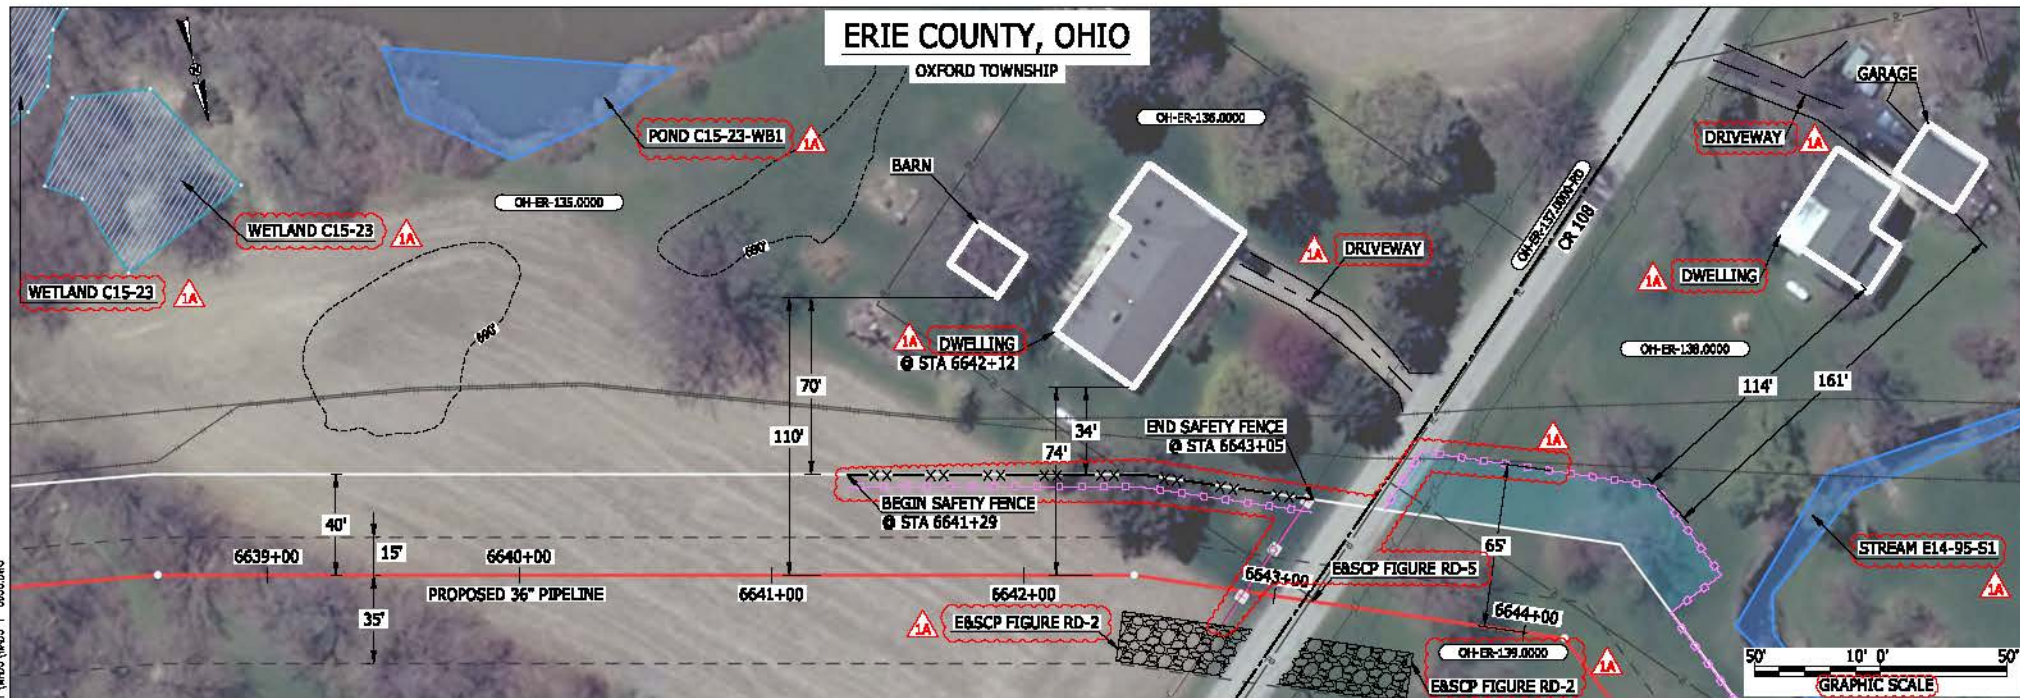 ERIE COUNTY, OHIO
OXFORD TOWNSHIP
GARAGE
POND C15-23-WB1
1A
OH-ER-136.0000
DRIVEWAY
1A
BARN
OH-ER-135.0000
OH-ER-137.0000-RD
CR 108
WETLAND C15-23
1A
690'
1A
DRIVEWAY
1A
DWELLING
WETLAND C15-23
1A
690'
1A
DWELLING
@ STA 6642+12
OH-ER-138.0000
70'
114'
161'
110'
34'
74'
END SAFETY FENCE
@ STA 6643+05
1A
BEGIN SAFETY FENCE
@ STA 6641+29
40'
15'
65'
STREAM E14-95-S1
1A
6639+00
6640+00
PROPOSED 36" PIPELINE
6641+00
6642+00
6643+00
E&SCP FIGURE RD-5
6644+00
35'
1A
E&SCP FIGURE RD-2
OH-ER-139.0000
1A
E&SCP FIGURE RD-2
50'
10'
0'
50'
GRAPHIC SCALE